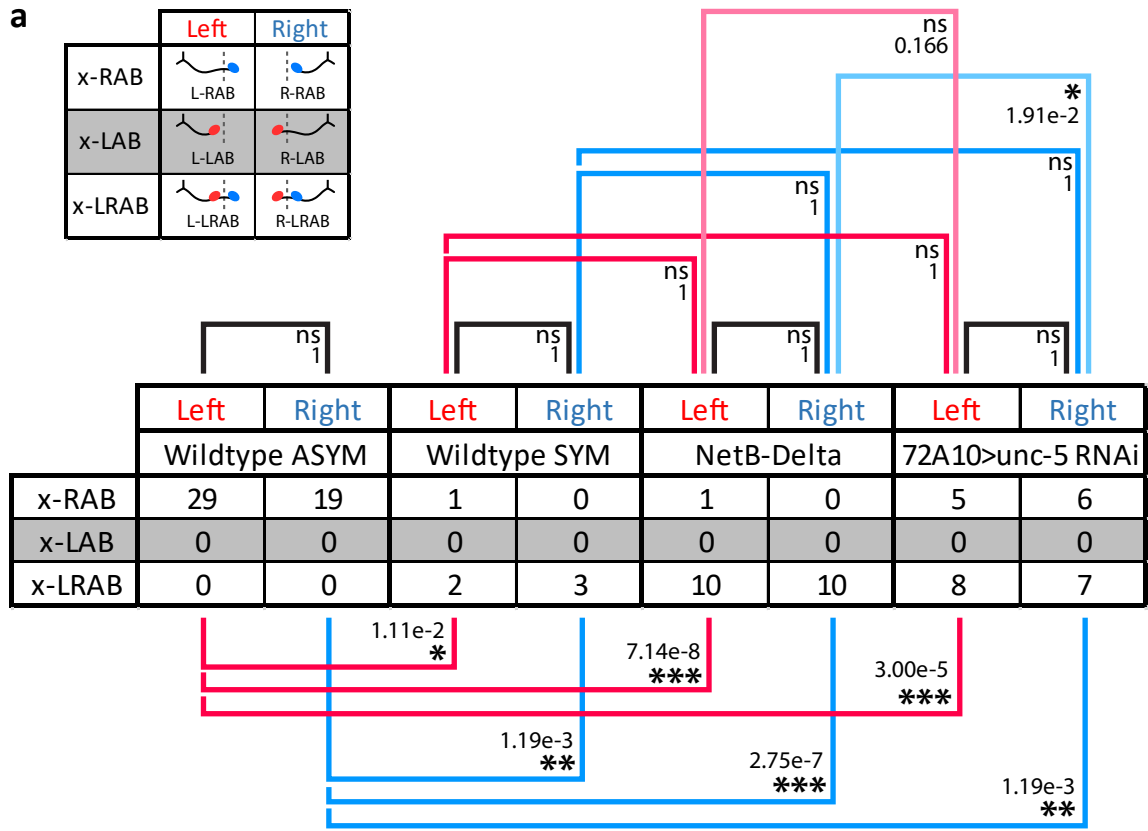 a
Left Right
x-RAB L-RAB R-RAB
x-LAB L-LAB R-LAB
x-LRAB L-LRAB R-LRAB
ns
0.166
*
1.91e-2
ns
1
ns
1
ns
1
ns
1
ns
1
ns
1
ns
1
ns
1
Left Right Left Right Left Right Left Right
Wildtype ASYM Wildtype SYM NetB-Delta 72A10>unc-5 RNAi
x-RAB 29 19 1 0 1 0 5 6
x-LAB 0 0 0 0 0 0 0 0
x-LRAB 0 0 2 3 10 10 8 7
1.11e-2
*
7.14e-8
***
3.00e-5
***
1.19e-3
**
2.75e-7
***
1.19e-3
**